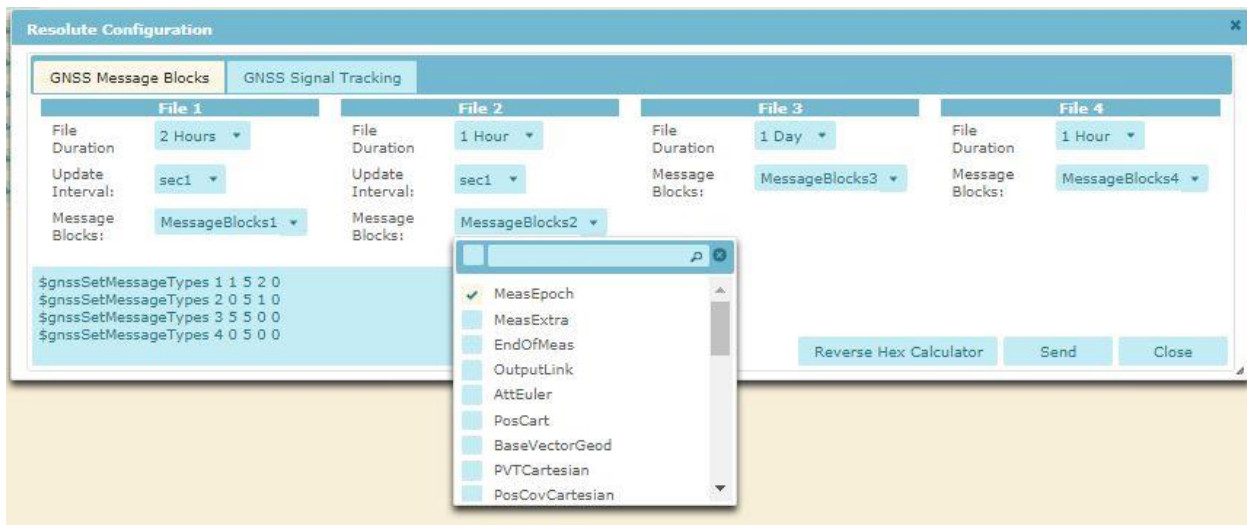 Resolute Configuration
GNSS Message Blocks GNSS Signal Tracking
File 1 File 2 File 3 File 4
File Duration 2 Hours File Duration 1 Hour File Duration 1 Day File Duration 1 Hour
Update Interval: sec1 Update Interval: sec1 Message Blocks: MessageBlocks3 Message Blocks: MessageBlocks4
Message Blocks: MessageBlocks1 Message Blocks: MessageBlocks2
$gnssSetMessageTypes 1 1 5 2 0
$gnssSetMessageTypes 2 0 5 1 0
$gnssSetMessageTypes 3 5 5 0 0
$gnssSetMessageTypes 4 0 5 0 0
MeasEpoch
MeasExtra
EndOfMeas
OutputLink
AttEuler
PosCart
BaseVectorGeod
PVTCartesian
PosCovCartesian
Reverse Hex Calculator Send Close